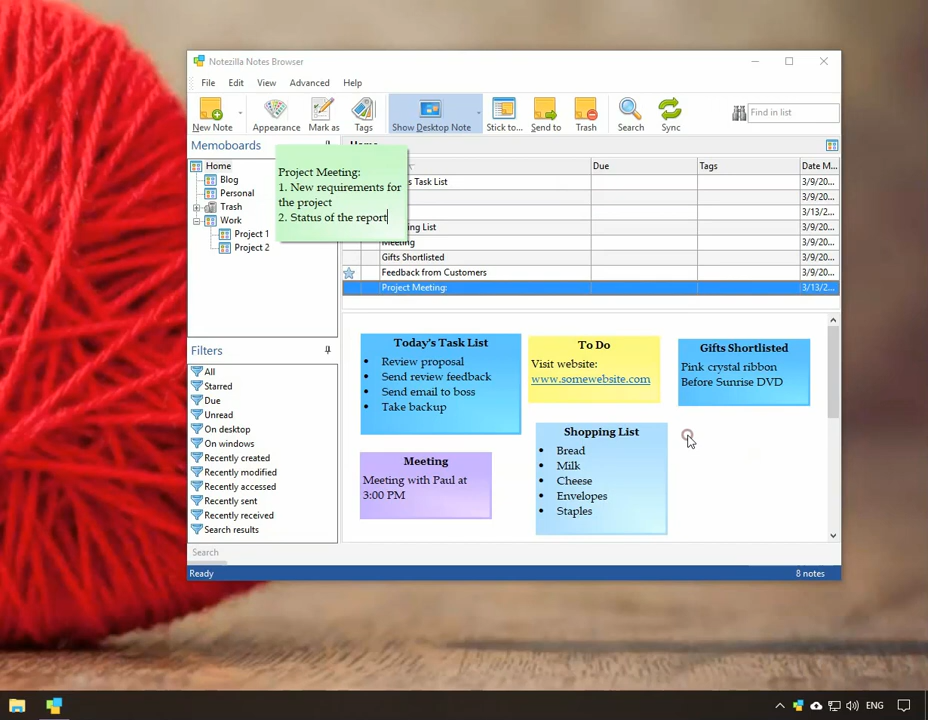 Notezilla Notes Browser
File Edit View Advanced Help
New Note Appearance Mark as Tags Show Desktop Note Stick to... Send to Trash Search Sync Find in list
Memoboards
Home
Blog
Personal
Trash
Work
Project 1
Project 2
Project Meeting:
1. New requirements for
the project
2. Status of the report
Due Tags Date M...
's Task List 3/9/20...
3/9/20...
3/13/2...
ing List 3/9/20...
Meeting 3/9/20...
Gifts Shortlisted 3/9/20...
Feedback from Customers 3/9/20...
Project Meeting: 3/13/2...
Filters
All
Starred
Due
Unread
On desktop
On windows
Recently created
Recently modified
Recently accessed
Recently sent
Recently received
Search results
Today's Task List
• Review proposal
• Send review feedback
• Send email to boss
• Take backup
To Do
Visit website:
www.somewebsite.com
Gifts Shortlisted
Pink crystal ribbon
Before Sunrise DVD
Meeting
Meeting with Paul at
3:00 PM
Shopping List
• Bread
• Milk
• Cheese
• Envelopes
• Staples
Search
Ready 8 notes
ENG